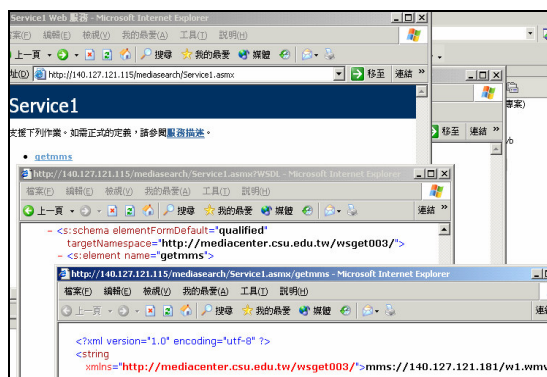 Service1 Web 服務 - Microsoft Internet Explorer
檔案(F) 編輯(E) 檢視(V) 我的最愛(A) 工具(T) 說明(H)
上一頁 搜尋 我的最愛 媒體
址(D) http://140.127.121.115/mediasearch/Service1.asmx 移至 連結 »
Service1
支援下列作業。如需正式的定義，請參閱服務描述。
getmms
專案)
移至 連結 »
http://140.127.121.115/mediasearch/Service1.asmx?WSDL - Microsoft Internet Explorer
檔案(F) 編輯(E) 檢視(V) 我的最愛(A) 工具(T) 說明(H)
上一頁 搜尋 我的最愛 媒體 連結 »
- <s:schema elementFormDefault="qualified"
targetNamespace="http://mediacenter.csu.edu.tw/wsget003/">
- <s:element name="getmms">
http://140.127.121.115/mediasearch/Service1.asmx/getmms - Microsoft Internet Explorer
檔案(F) 編輯(E) 檢視(V) 我的最愛(A) 工具(T) 說明(H)
上一頁 搜尋 我的最愛 媒體
<?xml version="1.0" encoding="utf-8" ?>
<string
xmlns="http://mediacenter.csu.edu.tw/wsget003/">mms://140.127.121.181/w1.wmv